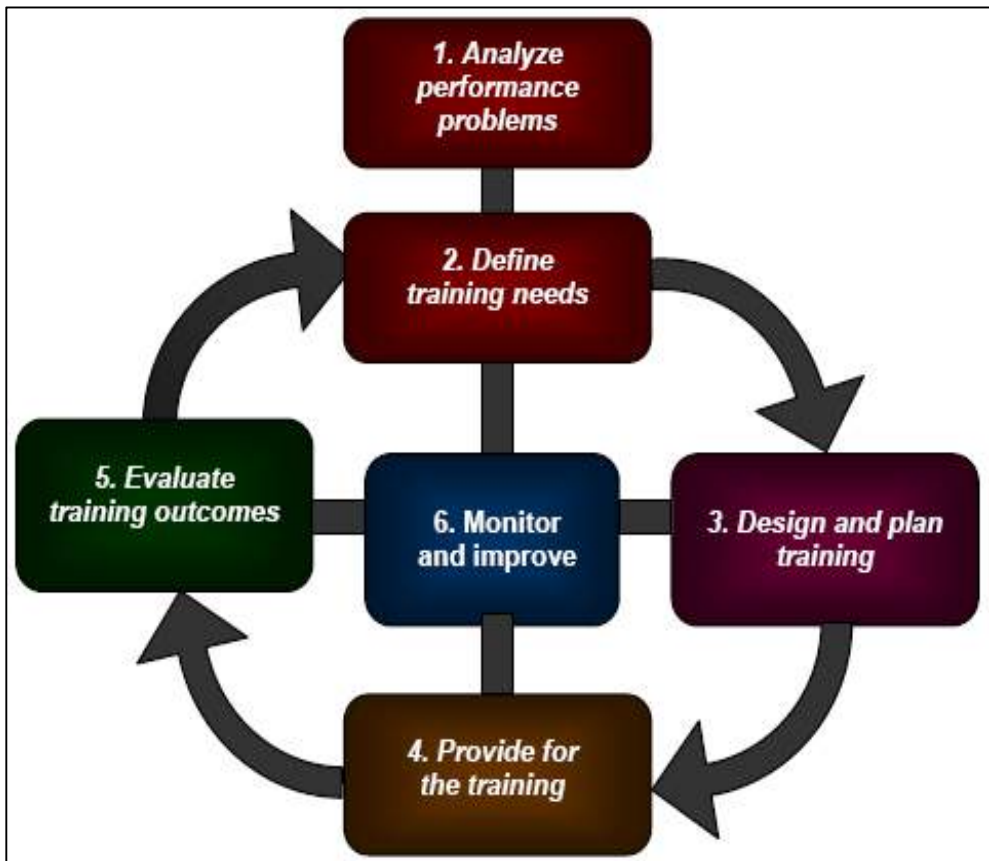 1. Analyze
performance
problems
2. Define
training needs
3. Design and plan
training
4. Provide for
the training
5. Evaluate
training outcomes
6. Monitor
and improve